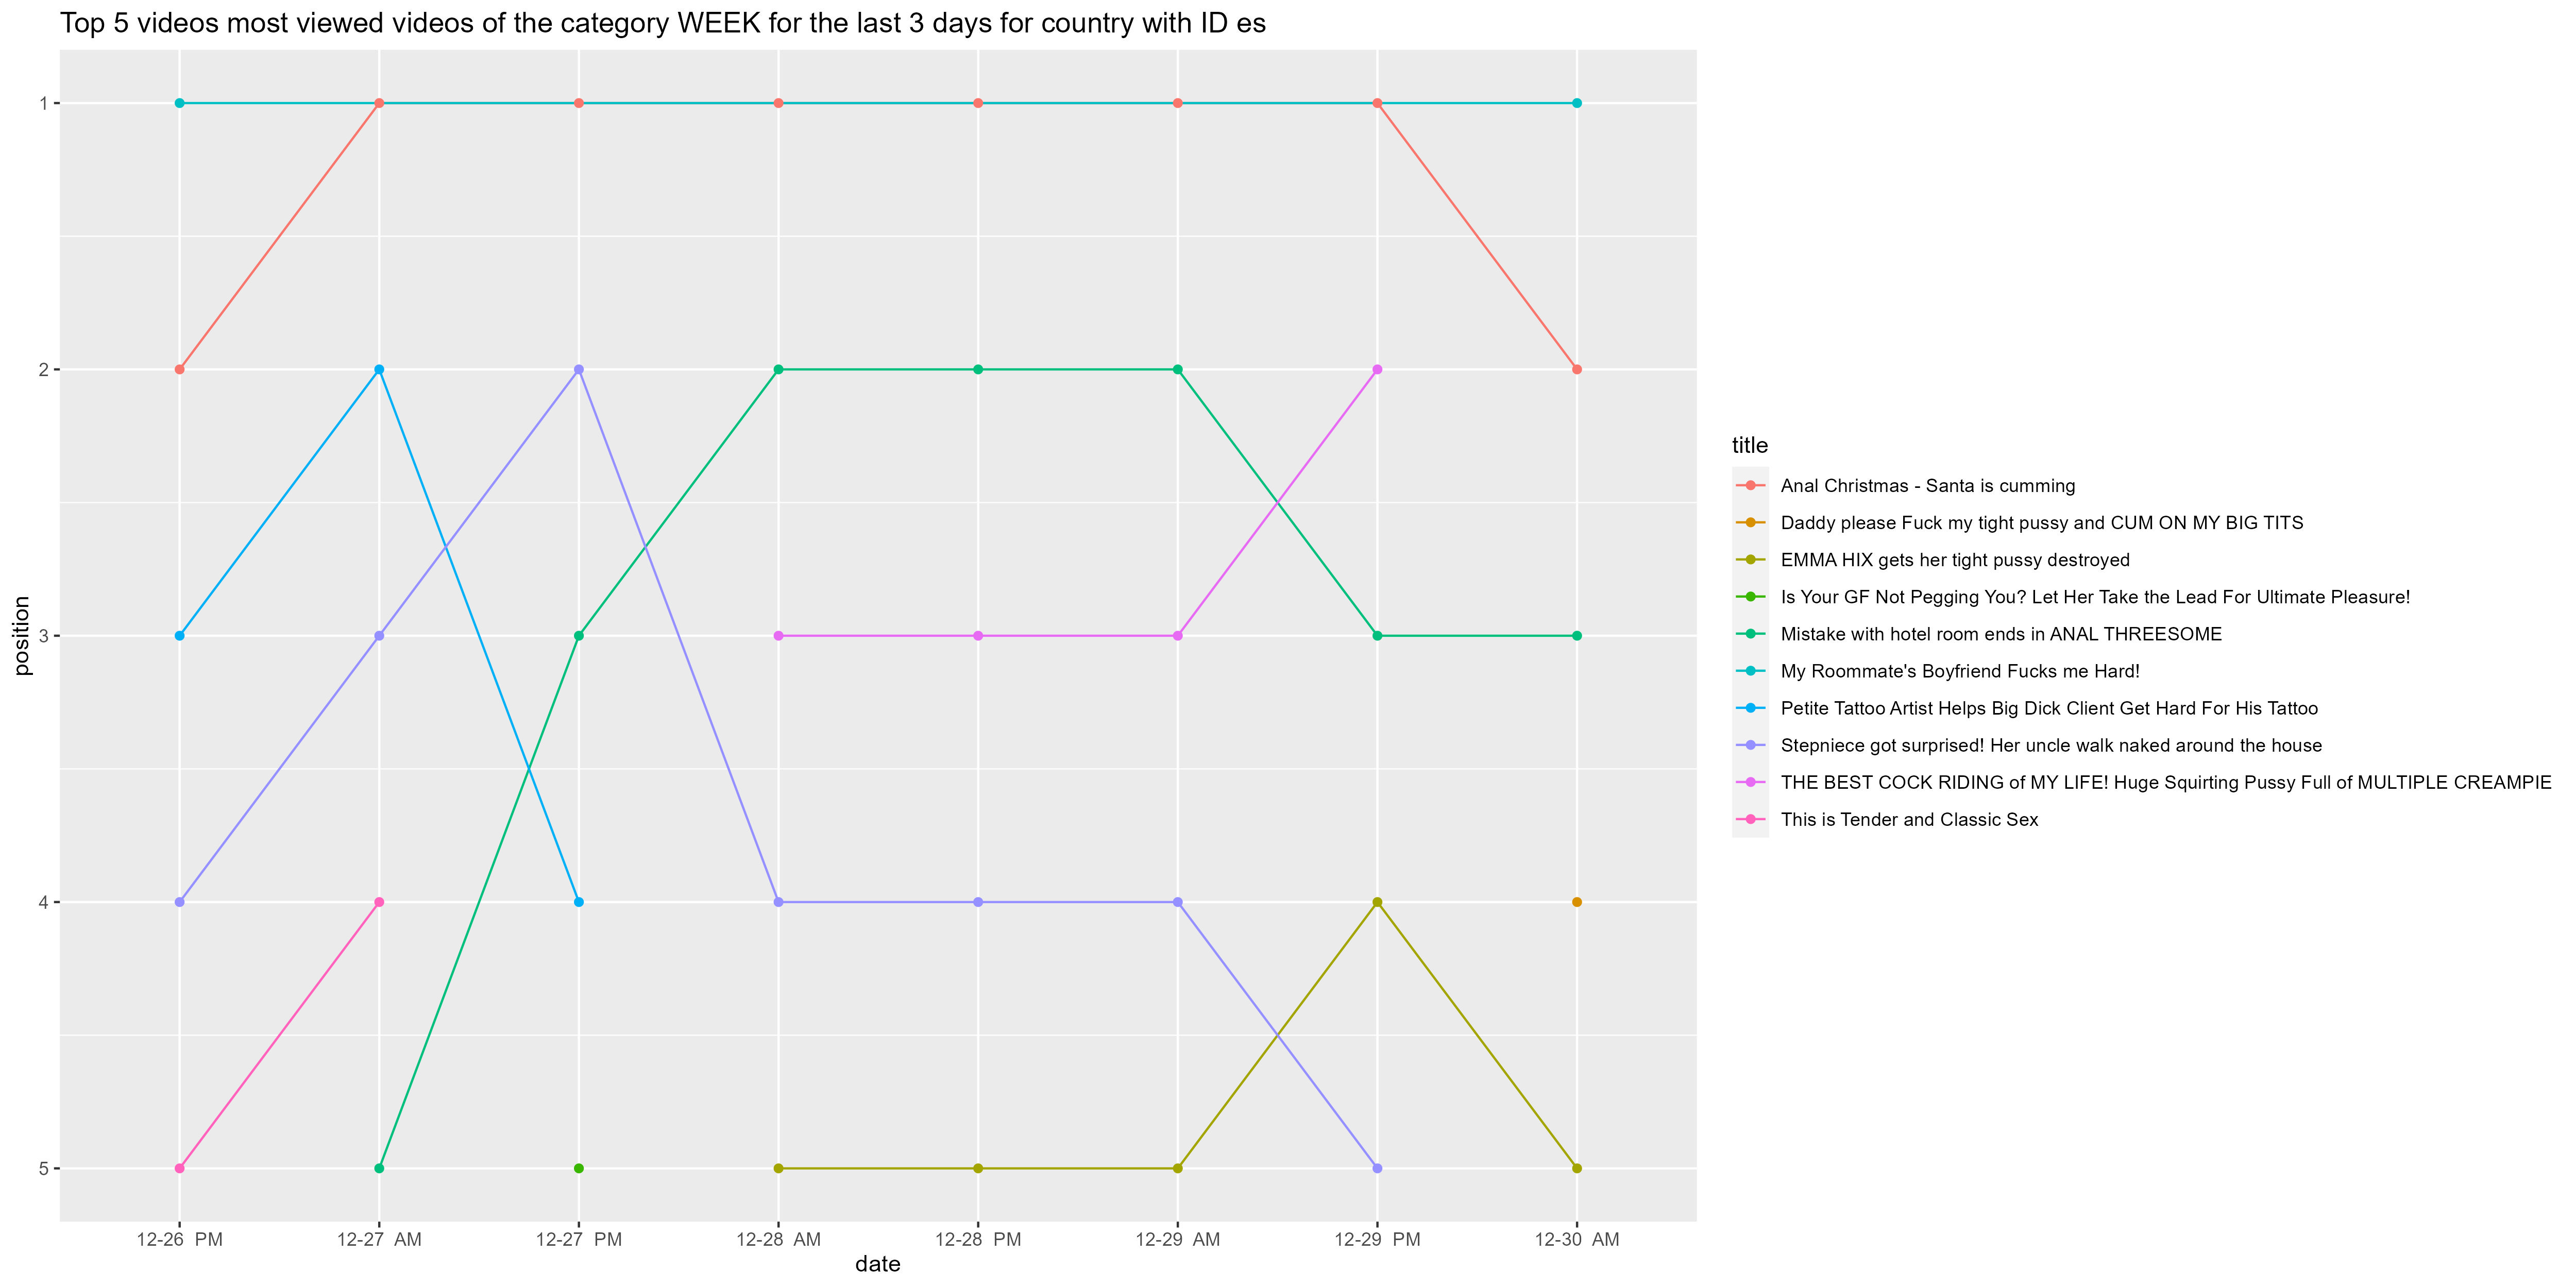 Top 5 videos most viewed videos of the category WEEK for the last 3 days for country with ID es
position
1
2
3
4
5
12-26 PM
12-27 AM
12-27 PM
12-28 AM
12-28 PM
12-29 AM
12-29 PM
12-30 AM
date
title
Anal Christmas - Santa is cumming
Daddy please Fuck my tight pussy and CUM ON MY BIG TITS
EMMA HIX gets her tight pussy destroyed
Is Your GF Not Pegging You? Let Her Take the Lead For Ultimate Pleasure!
Mistake with hotel room ends in ANAL THREESOME
My Roommate's Boyfriend Fucks me Hard!
Petite Tattoo Artist Helps Big Dick Client Get Hard For His Tattoo
Stepniece got surprised! Her uncle walk naked around the house
THE BEST COCK RIDING of MY LIFE! Huge Squirting Pussy Full of MULTIPLE CREAMPIE
This is Tender and Classic Sex